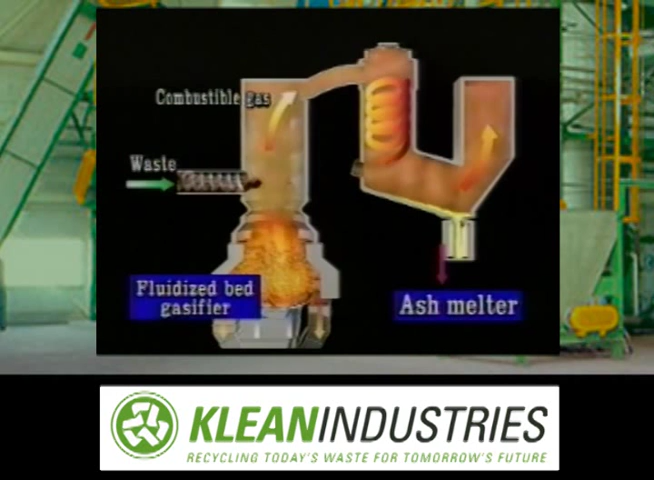 Combustible gas
Waste
Fluidized bed
gasifier
Ash melter
KLEANINDUSTRIES
RECYCLING TODAY'S WASTE FOR TOMORROW'S FUTURE